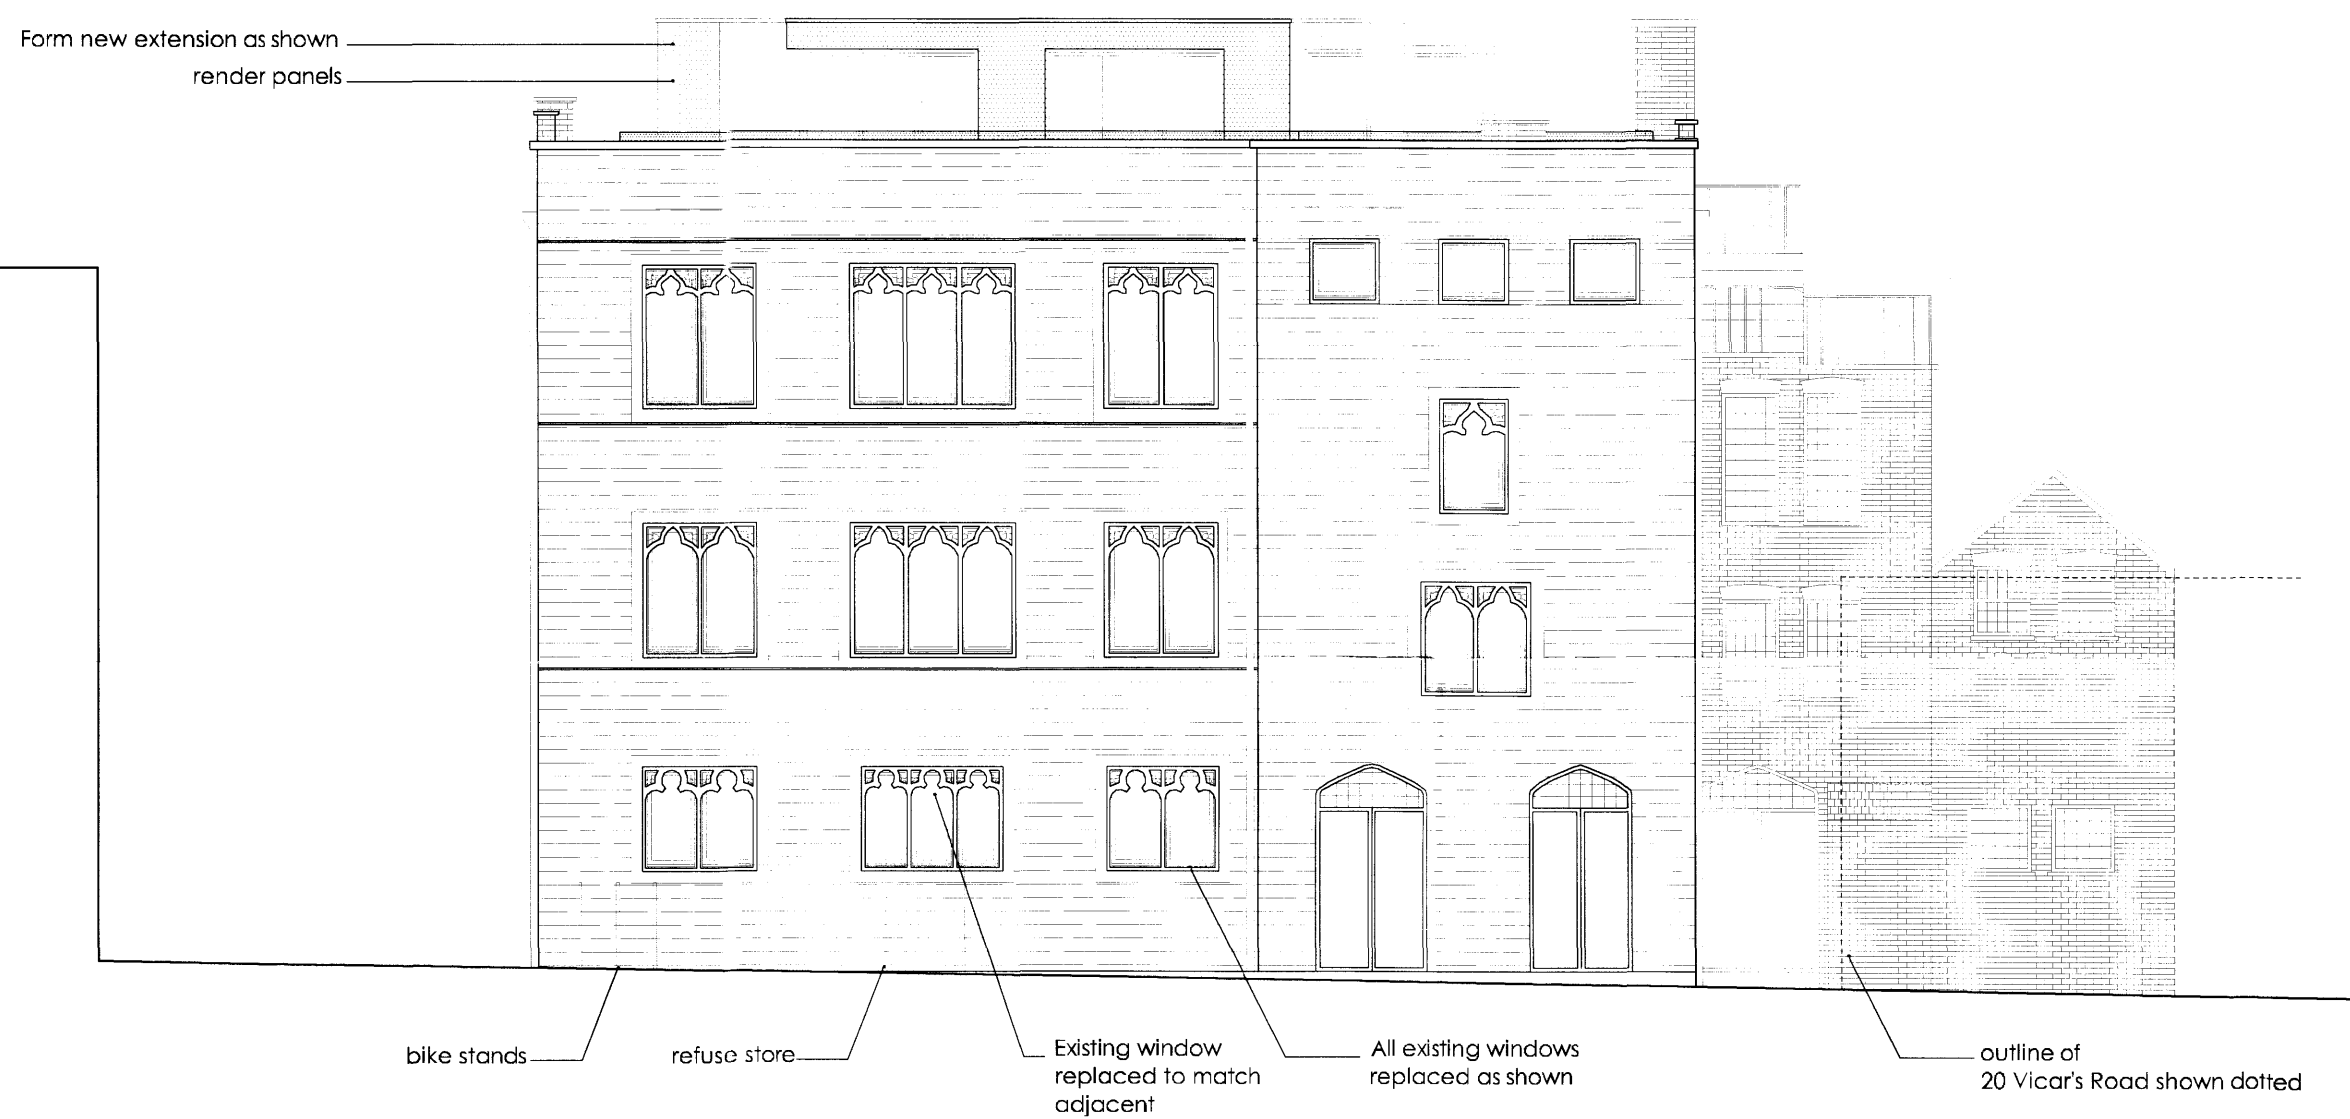 Form new extension as shown
render panels
bike stands
refuse store
Existing window
replaced to match
adjacent
All existing windows
replaced as shown
outline of
20 Vicar's Road shown dotted